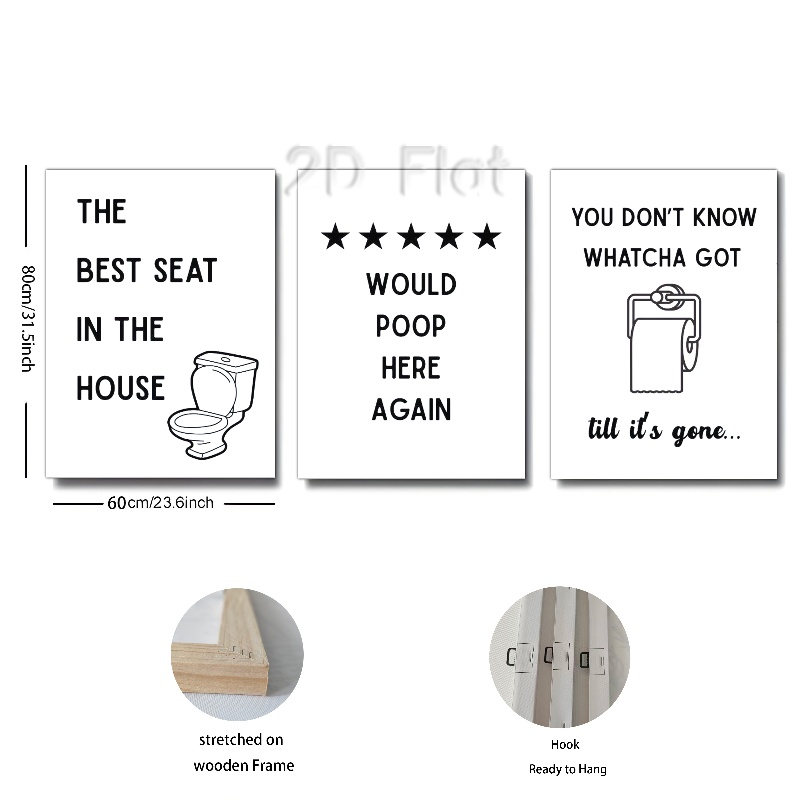 2D Flat
THE
BEST SEAT
IN THE
HOUSE
★★★★★
WOULD
POOP
HERE
AGAIN
YOU DON'T KNOW
WHATCHA GOT
till it's gone...
80cm/31.5inch
60cm/23.6inch
stretched on
wooden Frame
Hook
Ready to Hang